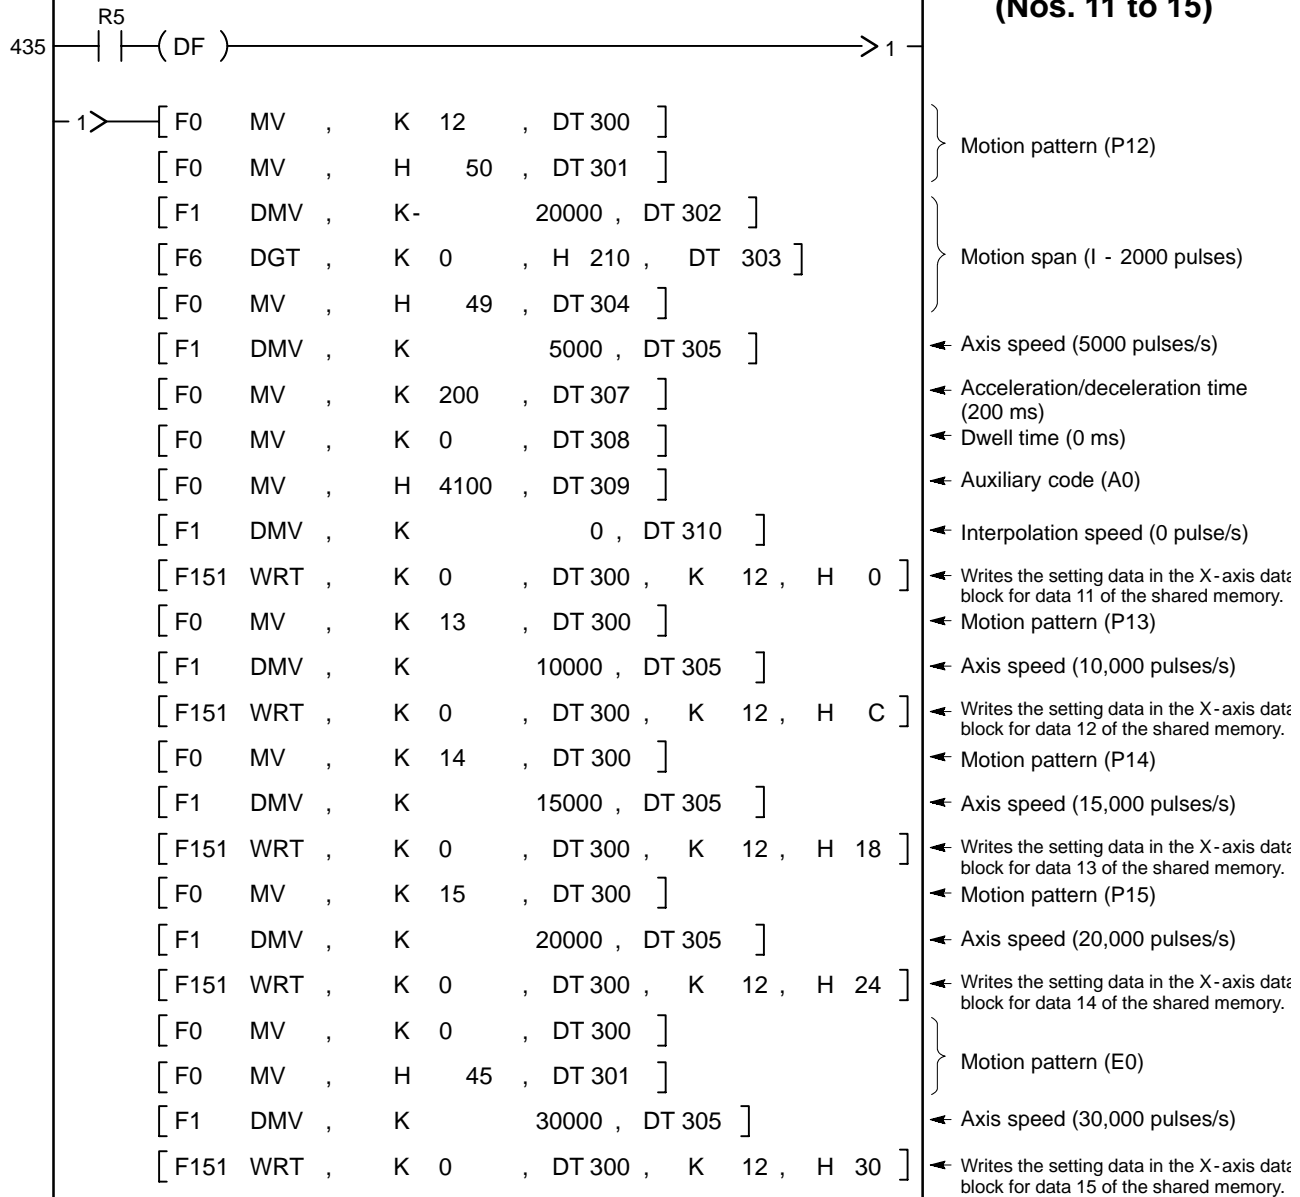 (Nos. 11 to 15)
R5
435 ( DF ) 1
1 [ F0 MV , K 12 , DT 300 ]
Motion pattern (P12)
[ F0 MV , H 50 , DT 301 ]
[ F1 DMV , K- 20000 , DT 302 ]
[ F6 DGT , K 0 , H 210 , DT 303 ] Motion span (I - 2000 pulses)
[ F0 MV , H 49 , DT 304 ]
[ F1 DMV , K 5000 , DT 305 ] Axis speed (5000 pulses/s)
[ F0 MV , K 200 , DT 307 ] Acceleration/deceleration time
(200 ms)
[ F0 MV , K 0 , DT 308 ] Dwell time (0 ms)
[ F0 MV , H 4100 , DT 309 ] Auxiliary code (A0)
[ F1 DMV , K 0 , DT 310 ] Interpolation speed (0 pulse/s)
[ F151 WRT , K 0 , DT 300 , K 12 , H 0 ] Writes the setting data in the X-axis data
block for data 11 of the shared memory.
[ F0 MV , K 13 , DT 300 ] Motion pattern (P13)
[ F1 DMV , K 10000 , DT 305 ] Axis speed (10,000 pulses/s)
[ F151 WRT , K 0 , DT 300 , K 12 , H C ] Writes the setting data in the X-axis data
block for data 12 of the shared memory.
[ F0 MV , K 14 , DT 300 ] Motion pattern (P14)
[ F1 DMV , K 15000 , DT 305 ] Axis speed (15,000 pulses/s)
[ F151 WRT , K 0 , DT 300 , K 12 , H 18 ] Writes the setting data in the X-axis data
block for data 13 of the shared memory.
[ F0 MV , K 15 , DT 300 ] Motion pattern (P15)
[ F1 DMV , K 20000 , DT 305 ] Axis speed (20,000 pulses/s)
[ F151 WRT , K 0 , DT 300 , K 12 , H 24 ] Writes the setting data in the X-axis data
block for data 14 of the shared memory.
[ F0 MV , K 0 , DT 300 ]
Motion pattern (E0)
[ F0 MV , H 45 , DT 301 ]
[ F1 DMV , K 30000 , DT 305 ] Axis speed (30,000 pulses/s)
[ F151 WRT , K 0 , DT 300 , K 12 , H 30 ] Writes the setting data in the X-axis data
block for data 15 of the shared memory.